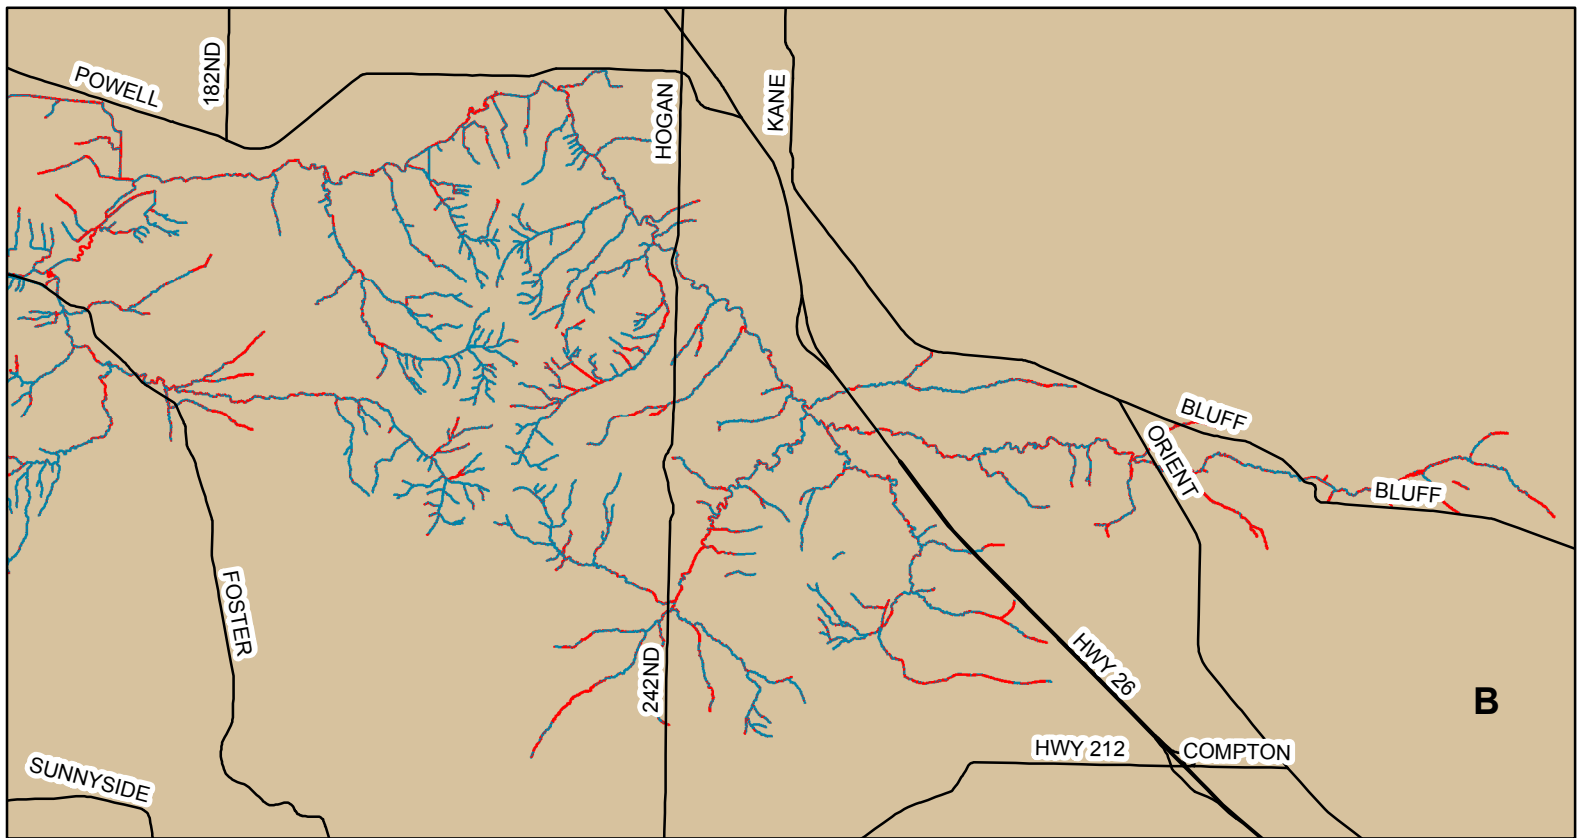 POWELL
182ND
HOGAN
KANE
BLUFF
ORIENT
BLUFF
FOSTER
242ND
HWY 26
B
HWY 212
COMPTON
SUNNYSIDE